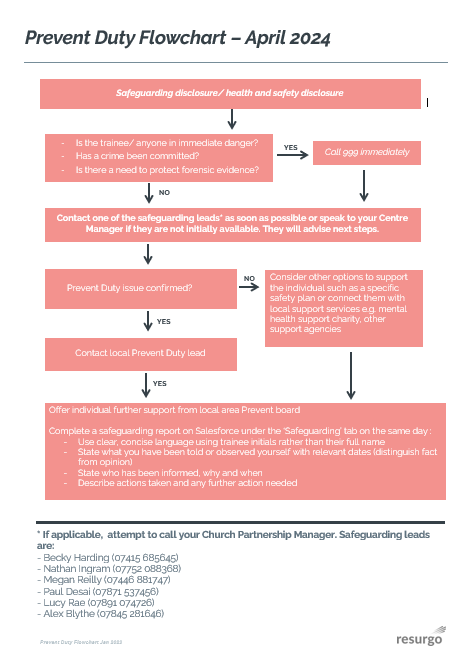 Prevent Duty Flowchart – April 2024
Safeguarding disclosure/ health and safety disclosure
- Is the trainee/ anyone in immediate danger?
- Has a crime been committed?
- Is there a need to protect forensic evidence?
YES
Call 999 immediately
NO
Contact one of the safeguarding leads* as soon as possible or speak to your Centre
Manager if they are not initially available. They will advise next steps.
Prevent Duty issue confirmed?
NO
Consider other options to support
the individual such as a specific
safety plan or connect them with
local support services e.g. mental
health support charity, other
support agencies
YES
Contact local Prevent Duty lead
YES
Offer individual further support from local area Prevent board
Complete a safeguarding report on Salesforce under the 'Safeguarding' tab on the same day:
- Use clear, concise language using trainee initials rather than their full name
- State what you have been told or observed yourself with relevant dates (distinguish fact
from opinion)
- State who has been informed, why and when
- Describe actions taken and any further action needed
* If applicable, attempt to call your Church Partnership Manager. Safeguarding leads
are:
- Becky Harding (07415 685645)
- Nathan Ingram (07752 088368)
- Megan Reilly (07446 881747)
- Paul Desai (07871 537456)
- Lucy Rae (07891 074726)
- Alex Blythe (07845 281646)
Prevent Duty Flowchart Jan 2022
resurgo